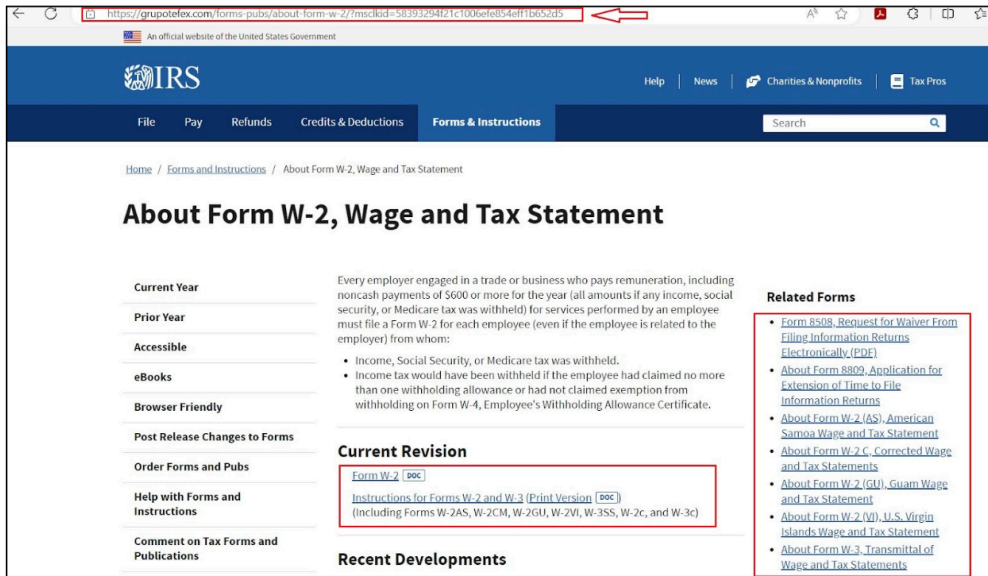 https://grupotefex.com/forms-pubs/about-form-w-2/?msclkid=58393294f21c1006efe854eff1b652d5
An official website of the United States Government
IRS
Help | News | Charities & Nonprofits | Tax Pros
File Pay Refunds Credits & Deductions Forms & Instructions Search
Home / Forms and Instructions / About Form W-2, Wage and Tax Statement
About Form W-2, Wage and Tax Statement
Current Year
Prior Year
Accessible
eBooks
Browser Friendly
Post Release Changes to Forms
Order Forms and Pubs
Help with Forms and
Instructions
Comment on Tax Forms and
Publications
Every employer engaged in a trade or business who pays remuneration, including
noncash payments of $600 or more for the year (all amounts if any income, social
security, or Medicare tax was withheld) for services performed by an employee
must file a Form W-2 for each employee (even if the employee is related to the
employer) from whom:
• Income, Social Security, or Medicare tax was withheld.
• Income tax would have been withheld if the employee had claimed no more
than one withholding allowance or had not claimed exemption from
withholding on Form W-4, Employee's Withholding Allowance Certificate.
Current Revision
Form W-2 DOC
Instructions for Forms W-2 and W-3 (Print Version DOC)
(Including Forms W-2AS, W-2CM, W-2GU, W-2VI, W-3SS, W-2c, and W-3c)
Recent Developments
Related Forms
• Form 8508, Request for Waiver From
Filing Information Returns
Electronically (PDF)
• About Form 8809, Application for
Extension of Time to File
Information Returns
• About Form W-2 (AS), American
Samoa Wage and Tax Statement
• About Form W-2 C, Corrected Wage
and Tax Statements
• About Form W-2 (GU), Guam Wage
and Tax Statement
• About Form W-2 (VI), U.S. Virgin
Islands Wage and Tax Statement
• About Form W-3, Transmittal of
Wage and Tax Statements